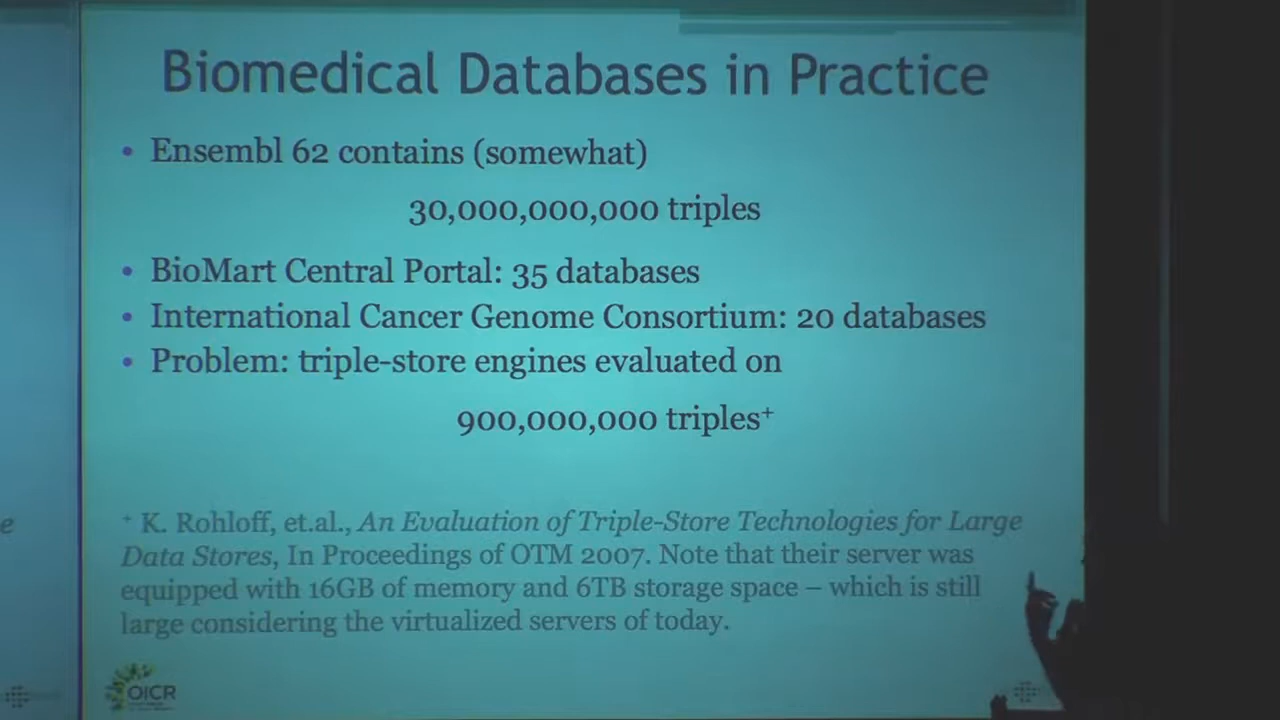 Biomedical Databases in Practice
• Ensembl 62 contains (somewhat)
30,000,000,000 triples
• BioMart Central Portal: 35 databases
• International Cancer Genome Consortium: 20 databases
• Problem: triple-store engines evaluated on
900,000,000 triples+
e
+ K. Rohloff, et.al., An Evaluation of Triple-Store Technologies for Large
Data Stores, In Proceedings of OTM 2007. Note that their server was
equipped with 16GB of memory and 6TB storage space – which is still
large considering the virtualized servers of today.
OICR